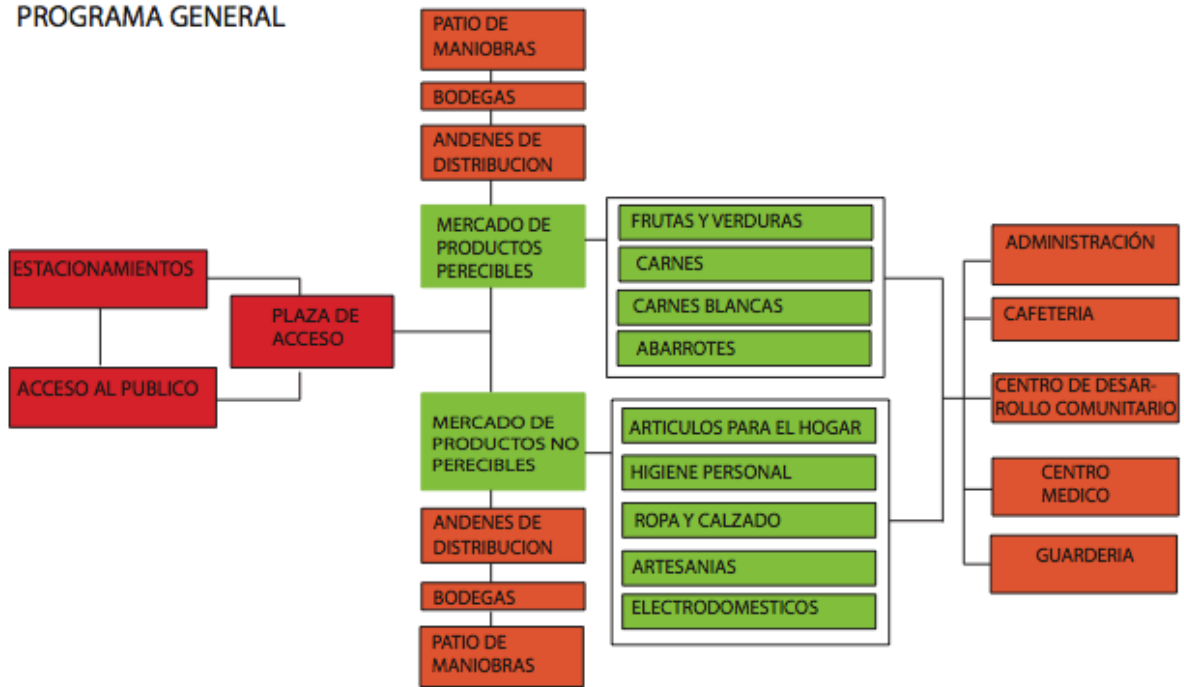 PROGRAMA GENERAL
PATIO DE
MANIOBRAS
BODEGAS
ANDENES DE
DISTRIBUCION
MERCADO DE
PRODUCTOS
PERECIBLES
FRUTAS Y VERDURAS
CARNES
CARNES BLANCAS
ABARROTES
ESTACIONAMIENTOS
ACCESO AL PUBLICO
PLAZA DE
ACCESO
MERCADO DE
PRODUCTOS NO
PERECIBLES
ARTICULOS PARA EL HOGAR
HIGIENE PERSONAL
ROPA Y CALZADO
ARTESANIAS
ELECTRODOMESTICOS
ANDENES DE
DISTRIBUCION
BODEGAS
PATIO DE
MANIOBRAS
ADMINISTRACIÓN
CAFETERIA
CENTRO DE DESAR-
ROLLO COMUNITARIO
CENTRO
MEDICO
GUARDERIA